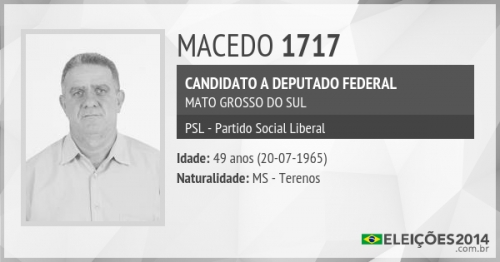 MACEDO 1717
CANDIDATO A DEPUTADO FEDERAL
MATO GROSSO DO SUL
PSL - Partido Social Liberal
Idade: 49 anos (20-07-1965)
Naturalidade: MS - Terenos
ELEIÇÕES2014
.com.br